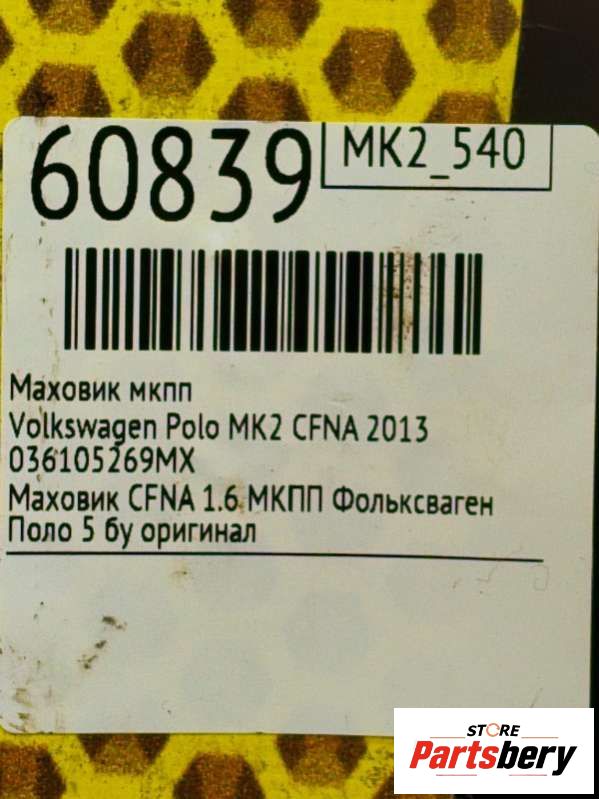 60839
MK2_540
Маховик мкпп
Volkswagen Polo MK2 CFNA 2013
036105269MX
Маховик CFNA 1.6 МКПП Фольксваген
Поло 5 бу оригинал
STORE
Partsbery